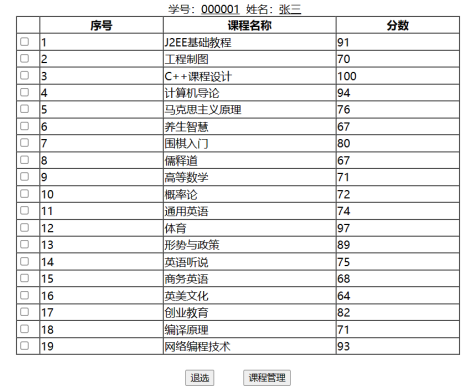 学号：000001 姓名：张三
序号 课程名称 分数
1 J2EE基础教程 91
2 工程制图 70
3 C++课程设计 100
4 计算机导论 94
5 马克思主义原理 76
6 养生智慧 67
7 围棋入门 80
8 儒释道 67
9 高等数学 71
10 概率论 72
11 通用英语 74
12 体育 97
13 形势与政策 89
14 英语听说 75
15 商务英语 68
16 英美文化 64
17 创业教育 82
18 编译原理 71
19 网络编程技术 93
退选 课程管理